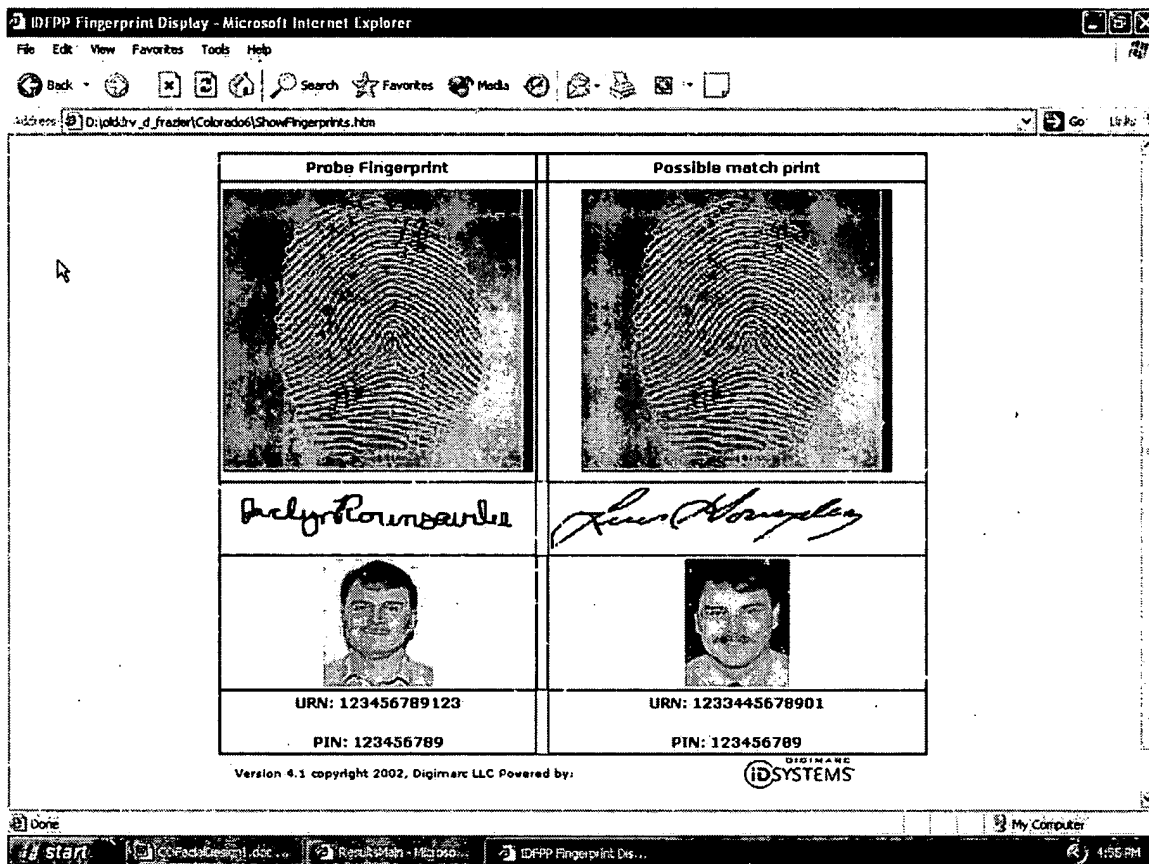 IDFPP Fingerprint Display - Microsoft Internet Explorer
File Edit View Favorites Tools Help
Back Search Favorites Media
Address D:\olddrv_d_frazier\Colorado6\ShowFingerprints.htm Go Links
Probe Fingerprint Possible match print
URN: 123456789123 URN: 1233445678901
PIN: 123456789 PIN: 123456789
Version 4.1 copyright 2002, Digimarc LLC Powered by: DIGIMARC
iDSYSTEMS
Done My Computer
start COFacialDesign1.doc ... ResultsMain - Microso... IDFPP Fingerprint Dis... 4:56 PM